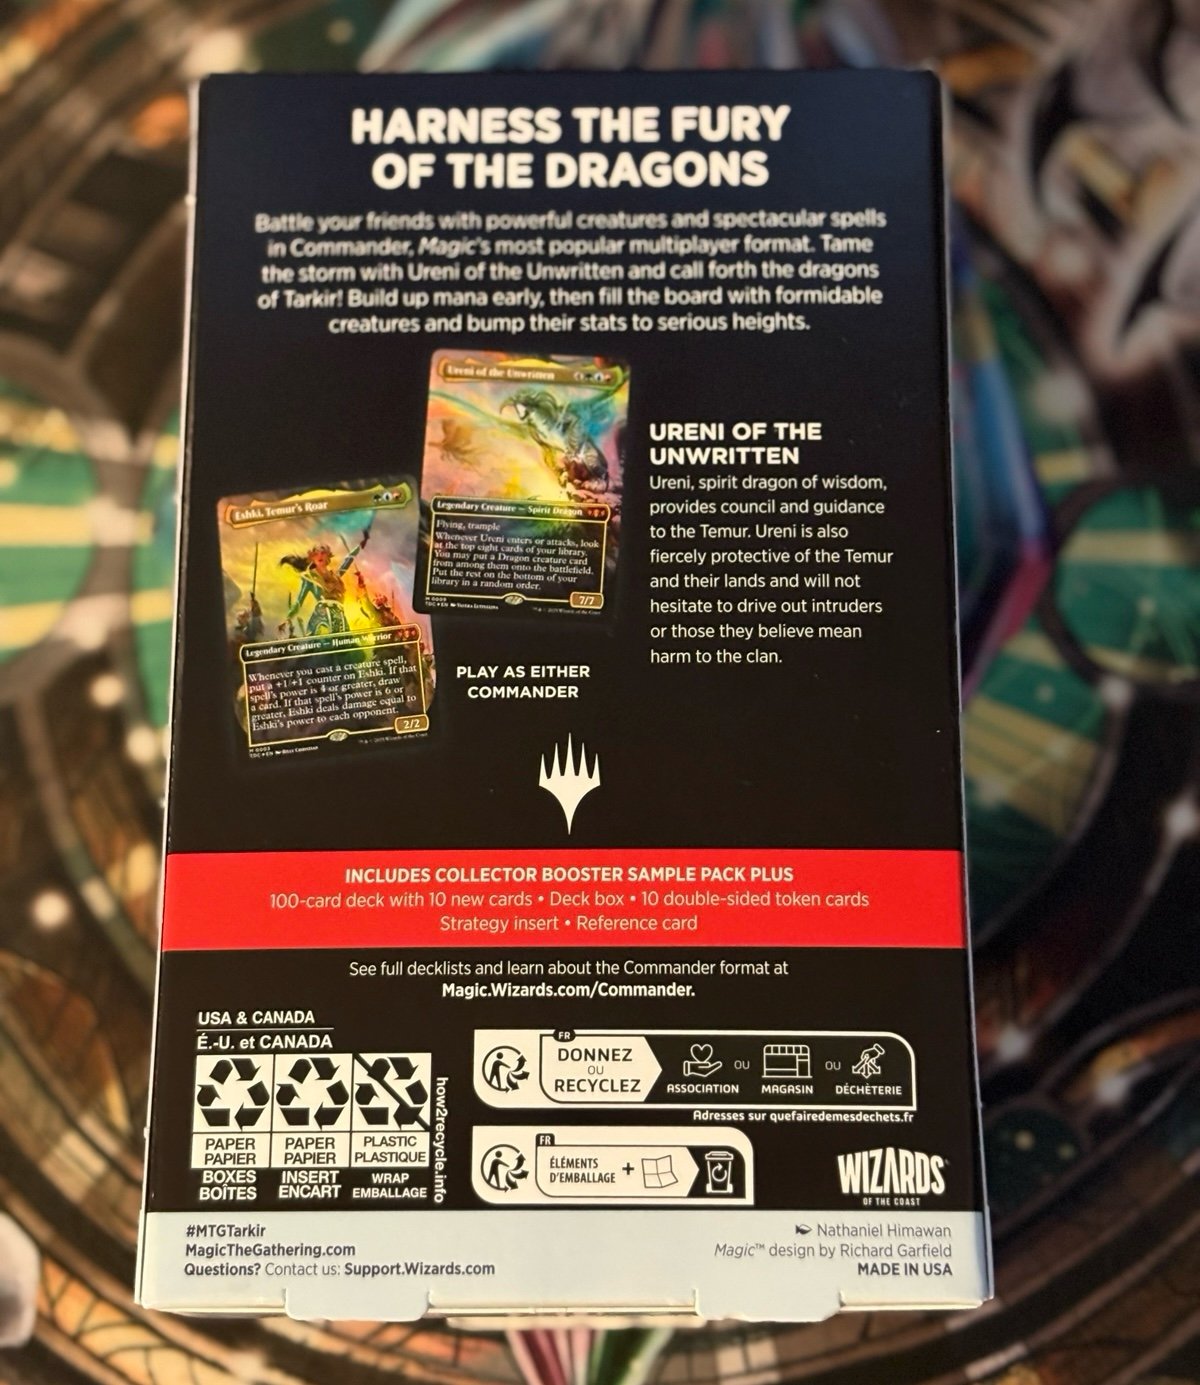 HARNESS THE FURY
OF THE DRAGONS
Battle your friends with powerful creatures and spectacular spells
in Commander, Magic's most popular multiplayer format. Tame
the storm with Ureni of the Unwritten and call forth the dragons
of Tarkir! Build up mana early, then fill the board with formidable
creatures and bump their stats to serious heights.
Ureni of the Unwritten
Legendary Creature — Spirit Dragon
Flying, trample
Whenever Ureni enters or attacks, look
at the top eight cards of your library.
You may put a Dragon creature card
from among them onto the battlefield.
Put the rest on the bottom of your
library in a random order.
7/7
Eshki, Temur's Roar
Legendary Creature — Human Warrior
Whenever you cast a creature spell,
put a +1/+1 counter on Eshki. If that
spell's power is 4 or greater, draw
a card. If that spell's power is 6 or
greater, Eshki deals damage equal to
Eshki's power to each opponent.
2/2
URENI OF THE
UNWRITTEN
Ureni, spirit dragon of wisdom,
provides council and guidance
to the Temur. Ureni is also
fiercely protective of the Temur
and their lands and will not
hesitate to drive out intruders
or those they believe mean
harm to the clan.
PLAY AS EITHER
COMMANDER
INCLUDES COLLECTOR BOOSTER SAMPLE PACK PLUS
100-card deck with 10 new cards • Deck box • 10 double-sided token cards
Strategy insert • Reference card
See full decklists and learn about the Commander format at
Magic.Wizards.com/Commander.
USA & CANADA
É.-U. et CANADA
PAPER
PAPIER
BOXES
BOÎTES
PAPER
PAPIER
INSERT
ENCART
PLASTIC
PLASTIQUE
WRAP
EMBALLAGE
how2recycle.info
FR
DONNEZ
OU
RECYCLEZ
ASSOCIATION
OU
MAGASIN
OU
DÉCHÈTERIE
Adresses sur quefairedemesdechets.fr
FR
ÉLÉMENTS
D'EMBALLAGE +
WIZARDS
OF THE COAST
#MTGTarkir
MagicTheGathering.com
Questions? Contact us: Support.Wizards.com
Nathaniel Himawan
Magic™ design by Richard Garfield
MADE IN USA